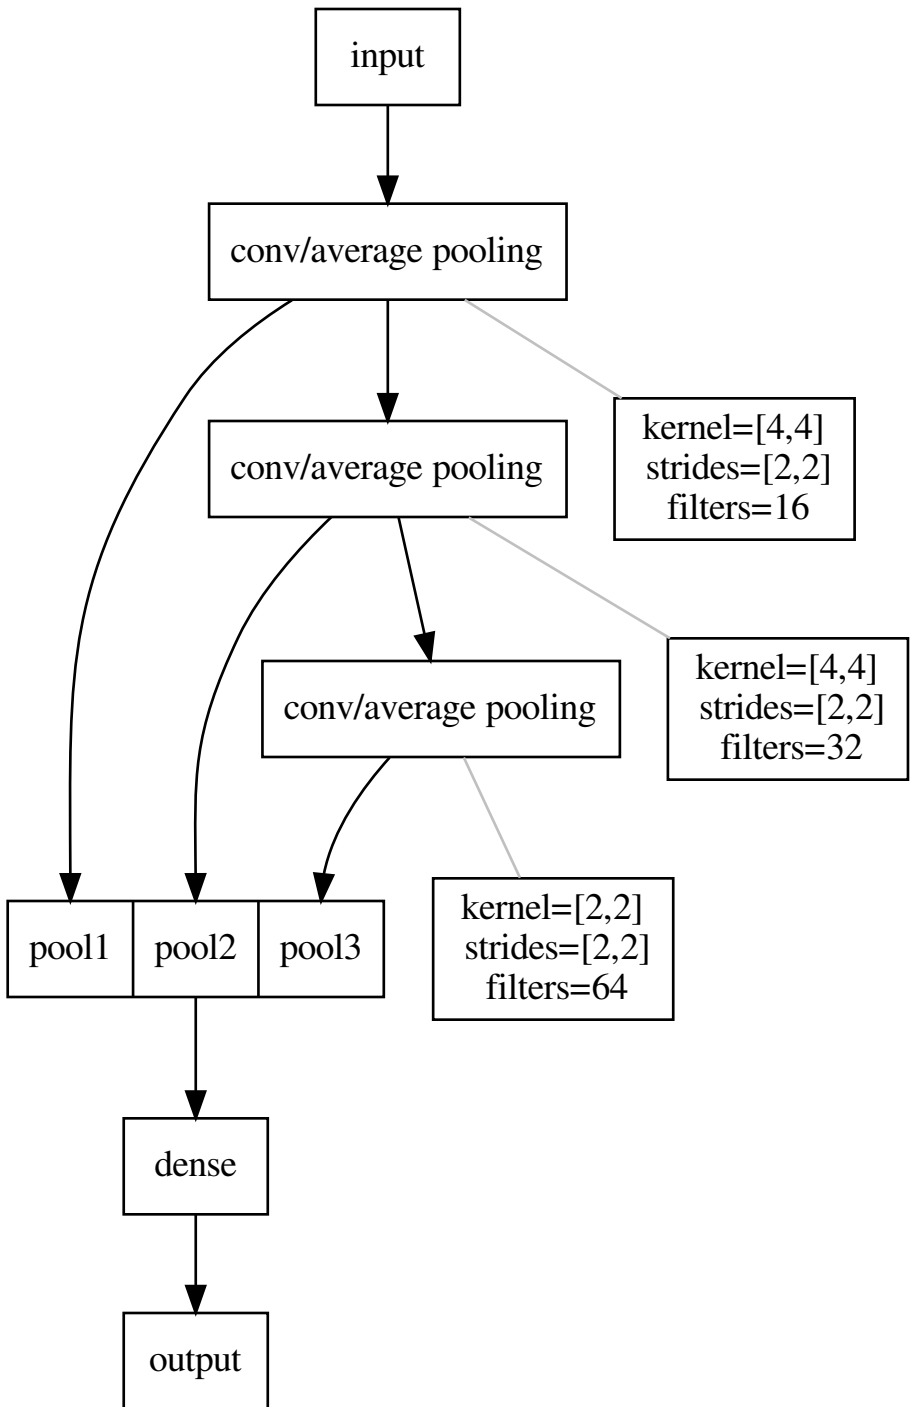 input
conv/average pooling
conv/average pooling
kernel=[4,4]
strides=[2,2]
filters=16
conv/average pooling
kernel=[4,4]
strides=[2,2]
filters=32
pool1 pool2 pool3
kernel=[2,2]
strides=[2,2]
filters=64
dense
output